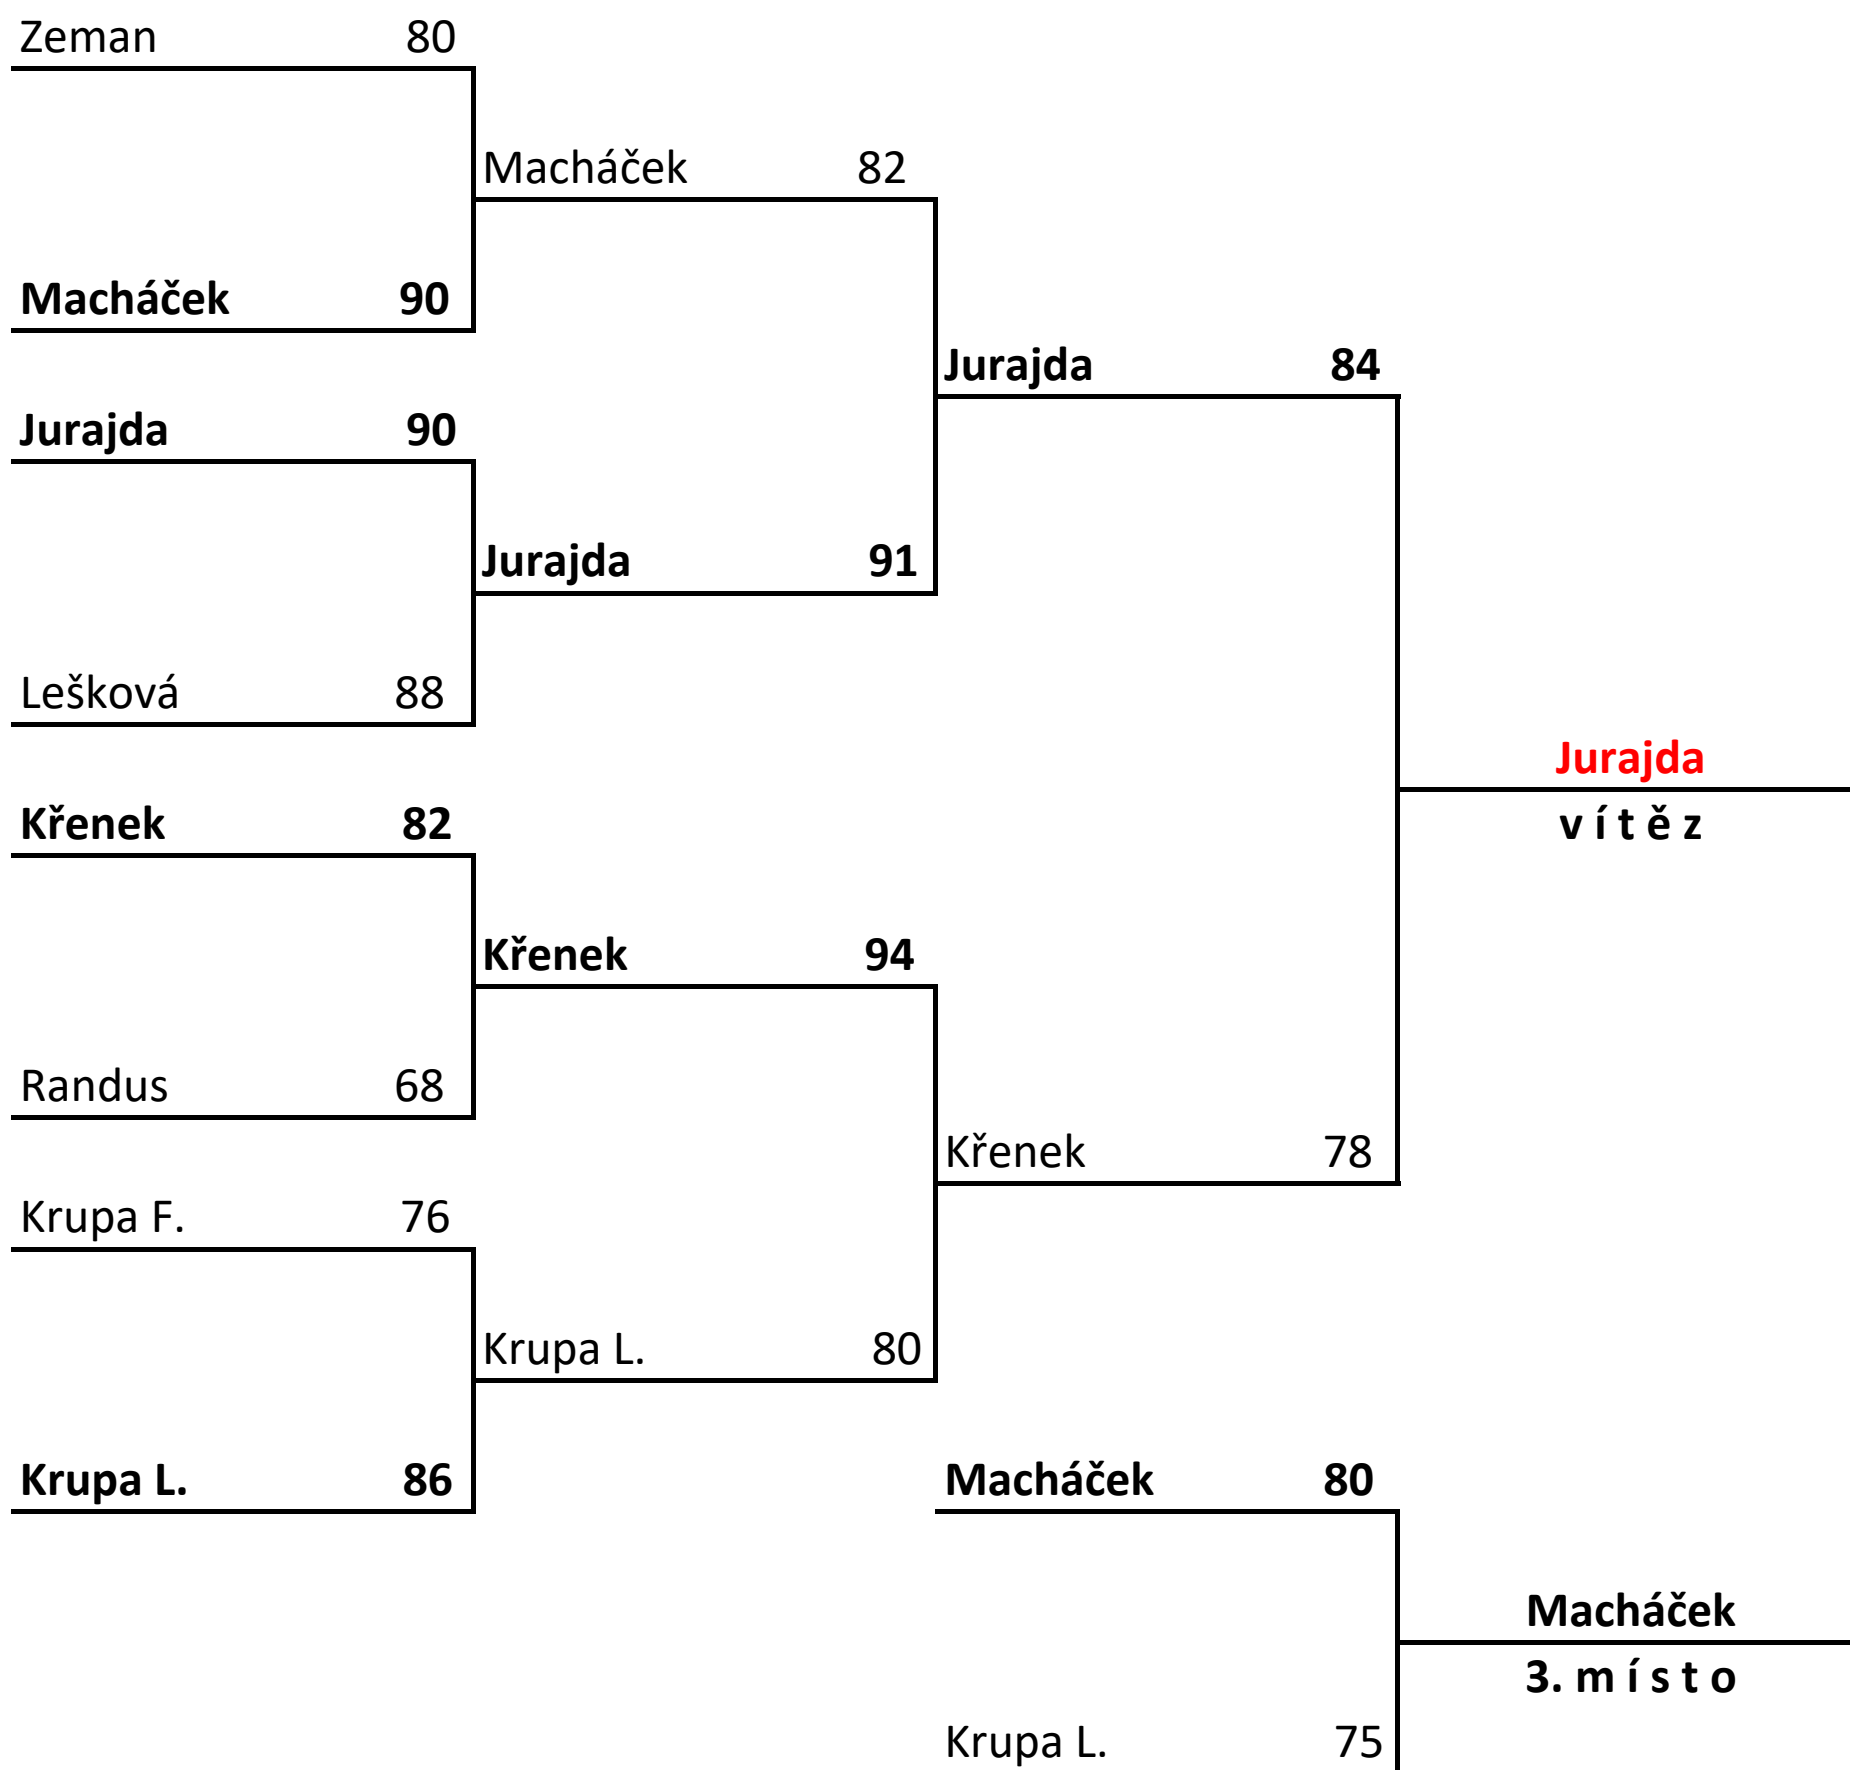 Zeman 80
Macháček 82
Macháček 90
Jurajda 84
Jurajda 90
Jurajda 91
Lešková 88
Jurajda
vítěz
Křenek 82
Křenek 94
Randus 68
Křenek 78
Krupa F. 76
Krupa L. 80
Krupa L. 86
Macháček 80
Macháček
3. místo
Krupa L. 75